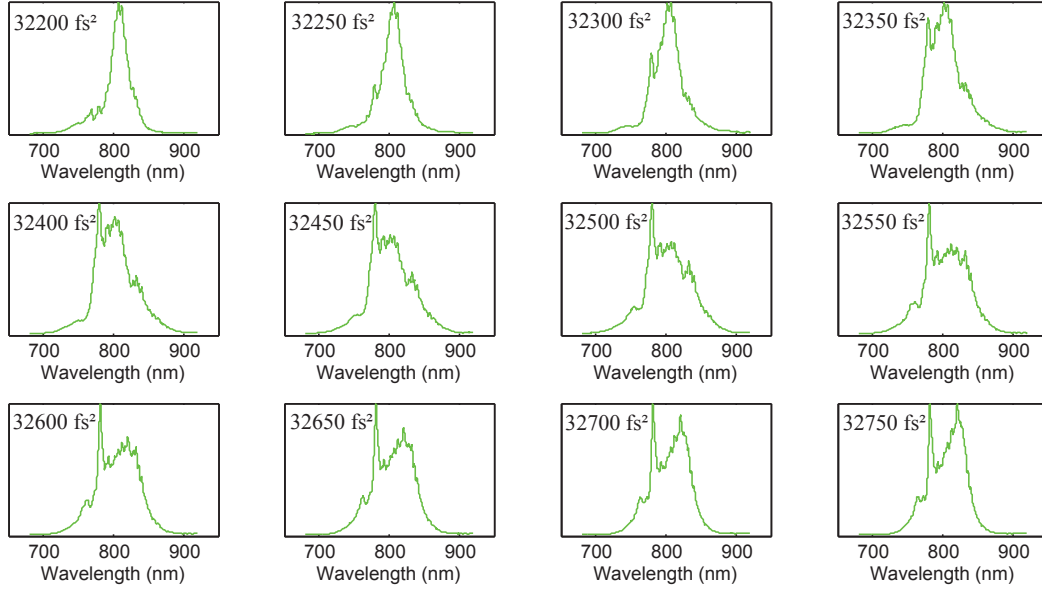 32200 fs² 32250 fs² 32300 fs² 32350 fs²
700 800 900 700 800 900 700 800 900 700 800 900
Wavelength (nm) Wavelength (nm) Wavelength (nm) Wavelength (nm)
32400 fs² 32450 fs² 32500 fs² 32550 fs²
700 800 900 700 800 900 700 800 900 700 800 900
Wavelength (nm) Wavelength (nm) Wavelength (nm) Wavelength (nm)
32600 fs² 32650 fs² 32700 fs² 32750 fs²
700 800 900 700 800 900 700 800 900 700 800 900
Wavelength (nm) Wavelength (nm) Wavelength (nm) Wavelength (nm)